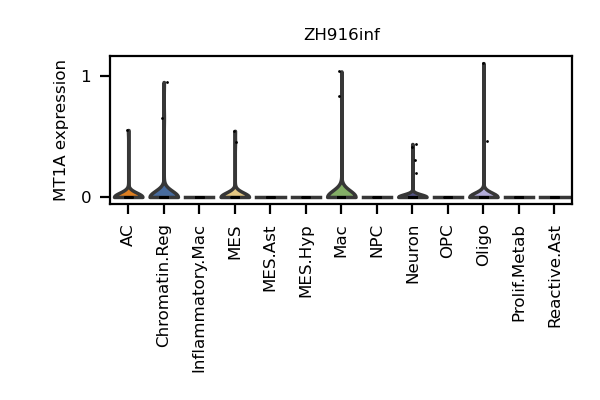 ZH916inf
MT1A expression
1
0
AC
Chromatin.Reg
Inflammatory.Mac
MES
MES.Ast
MES.Hyp
Mac
NPC
Neuron
OPC
Oligo
Prolif.Metab
Reactive.Ast